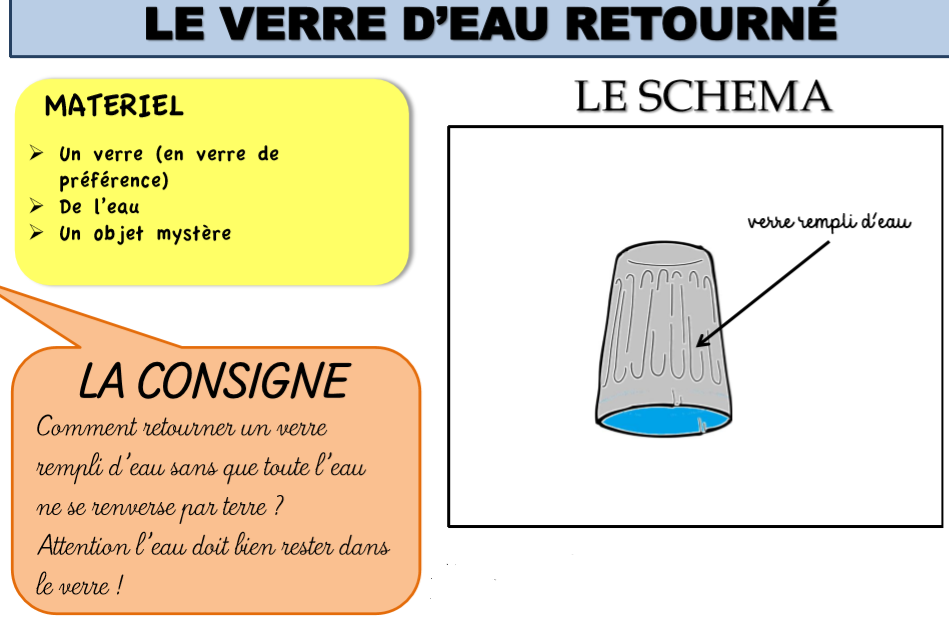 LE VERRE D'EAU RETOURNÉ
MATERIEL
➢ Un verre (en verre de
préférence)
➢ De l'eau
➢ Un objet mystère
LA CONSIGNE
Comment retourner un verre
rempli d'eau sans que toute l'eau
ne se renverse par terre ?
Attention l'eau doit bien rester dans
le verre !
LE SCHEMA
verre rempli d'eau